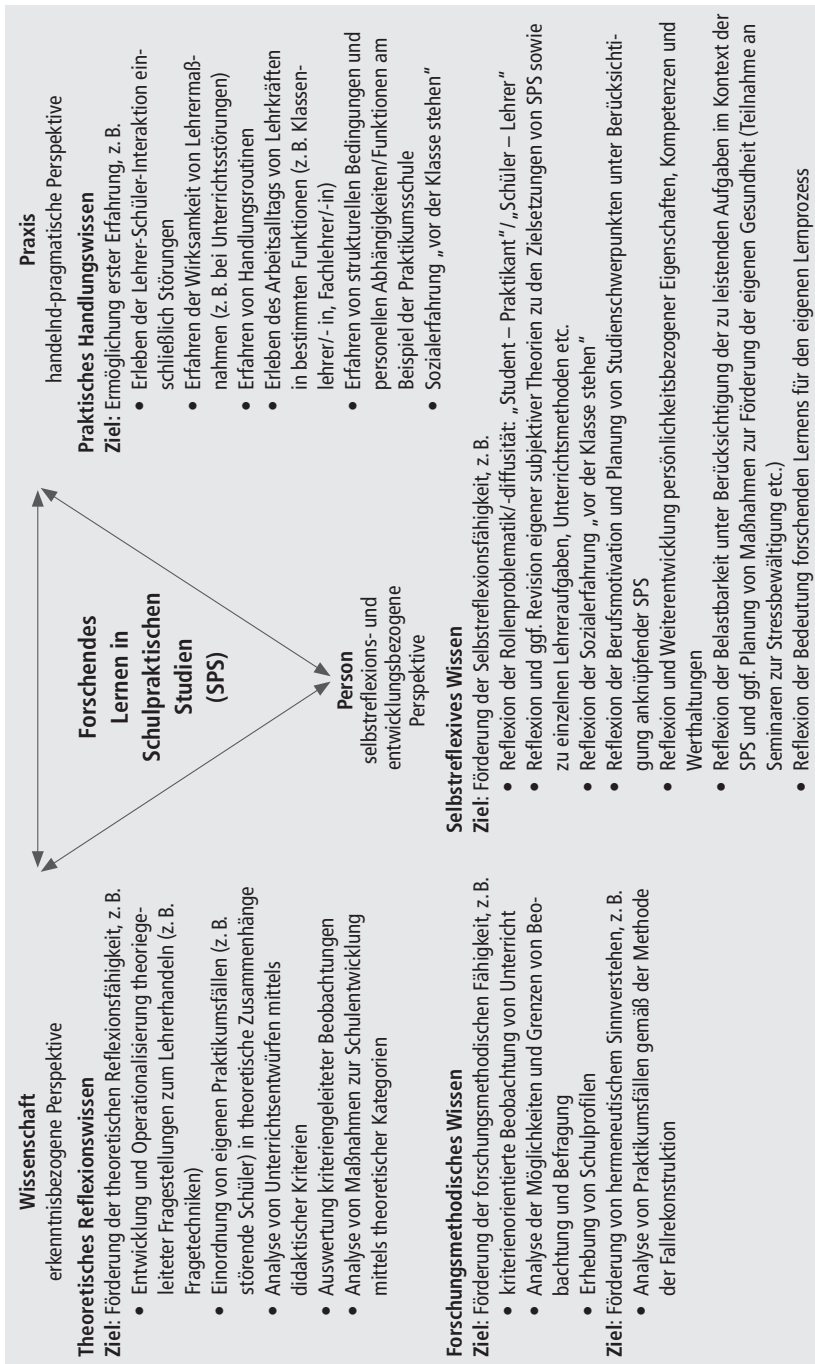 Wissenschaft
erkenntnisbezogene Perspektive
Theoretisches Reflexionswissen
Ziel: Förderung der theoretischen Reflexionsfähigkeit, z. B.
• Entwicklung und Operationalisierung theoriege-
leiteter Fragestellungen zum Lehrerhandeln (z. B.
Fragetechniken)
• Einordnung von eigenen Praktikumsfällen (z. B.
störende Schüler) in theoretische Zusammenhänge
• Analyse von Unterrichtsentwürfen mittels
didaktischer Kriterien
• Auswertung kriteriengeleiteter Beobachtungen
• Analyse von Maßnahmen zur Schulentwicklung
mittels theoretischer Kategorien
Forschungsmethodisches Wissen
Ziel: Förderung der forschungsmethodischen Fähigkeit, z. B.
• kriterienorientierte Beobachtung von Unterricht
• Analyse der Möglichkeiten und Grenzen von Beo-
bachtung und Befragung
• Erhebung von Schulprofilen
Ziel: Förderung von hermeneutischem Sinnverstehen, z. B.
• Analyse von Praktikumsfällen gemäß der Methode
der Fallrekonstruktion
Forschendes
Lernen in
Schulpraktischen
Studien
(SPS)
Person
selbstreflexions- und
entwicklungsbezogene
Perspektive
Praxis
handelnd-pragmatische Perspektive
Praktisches Handlungswissen
Ziel: Ermöglichung erster Erfahrung, z. B.
• Erleben der Lehrer-Schüler-Interaktion ein-
schließlich Störungen
• Erfahren der Wirksamkeit von Lehrermaß-
nahmen (z. B. bei Unterrichtsstörungen)
• Erfahren von Handlungsroutinen
• Erleben des Arbeitsalltags von Lehrkräften
in bestimmten Funktionen (z. B. Klassen-
lehrer/- in, Fachlehrer/-in)
• Erfahren von strukturellen Bedingungen und
personellen Abhängigkeiten/Funktionen am
Beispiel der Praktikumsschule
• Sozialerfahrung „vor der Klasse stehen“
Selbstreflexives Wissen
Ziel: Förderung der Selbstreflexionsfähigkeit, z. B.
• Reflexion der Rollenproblematik/-diffusität: „Student – Praktikant“/„Schüler – Lehrer“
• Reflexion und ggf. Revision eigener subjektiver Theorien zu den Zielsetzungen von SPS sowie
zu einzelnen Lehreraufgaben, Unterrichtsmethoden etc.
• Reflexion der Sozialerfahrung „vor der Klasse stehen“
• Reflexion der Berufsmotivation und Planung von Studienschwerpunkten unter Berücksichti-
gung anknüpfender SPS
• Reflexion und Weiterentwicklung persönlichkeitsbezogener Eigenschaften, Kompetenzen und
Werthaltungen
• Reflexion der Belastbarkeit unter Berücksichtigung der zu leistenden Aufgaben im Kontext der
SPS und ggf. Planung von Maßnahmen zur Förderung der eigenen Gesundheit (Teilnahme an
Seminaren zur Stressbewältigung etc.)
• Reflexion der Bedeutung forschenden Lernens für den eigenen Lernprozess